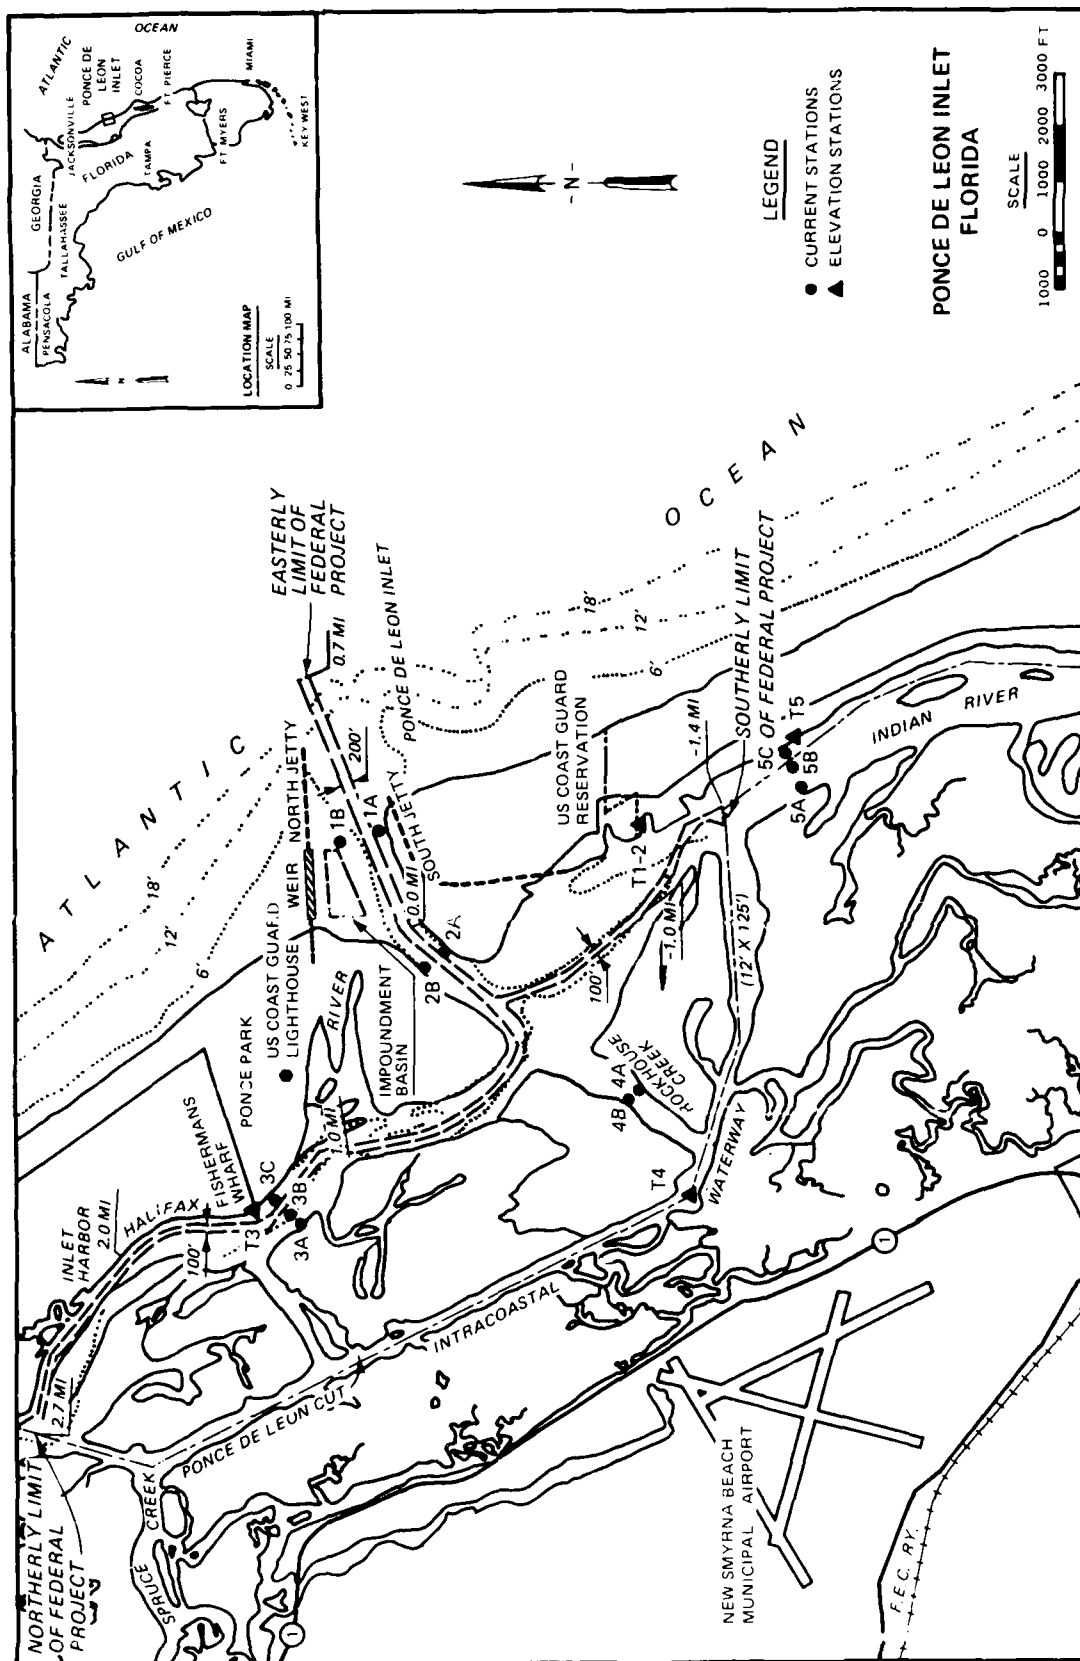 ALABAMA
PENSACOLA
GEORGIA
TALLAHASSEE
JACKSONVILLE
ATLANTIC
OCEAN
PONCE DE
LEON
INLET
COCOA
FT PIERCE
FLORIDA
TAMPA
FT MYERS
MIAMI
KEY WEST
GULF OF MEXICO
N
LOCATION MAP
SCALE
0 25 50 75 100 MI
NORTHERLY LIMIT
OF FEDERAL
PROJECT
2.7 MI
INLET
HARBOR
2.0 MI
HALIFAX
100'
FISHERMANS
WHARF
T3
3C
3B
3A
PONCE PARK
US COAST GUARD
LIGHTHOUSE
1.0 MI
RIVER
IMPOUNDMENT
BASIN
WEIR
NORTH JETTY
ATLANTIC
OCEAN
6'
12'
18'
EASTERLY
LIMIT OF
FEDERAL
PROJECT
0.7 MI
PONCE DE LEON INLET
200'
1B
1A
SOUTH JETTY
0.0 MI
2A
2B
SPRUCE
CREEK
PONCE DE LEON CUT
INTRACOASTAL
WATERWAY
T4
4B
4A
ROCKHOUSE
CREEK
100'
-1.0 MI
(12' X 125')
US COAST GUARD
RESERVATION
T1-2
-1.4 MI
6'
12'
18'
SOUTHERLY LIMIT
OF FEDERAL PROJECT
5C
T5
5B
5A
INDIAN
RIVER
1
1
NEW SMYRNA BEACH
MUNICIPAL AIRPORT
F.E.C. RY.
- N -
LEGEND
CURRENT STATIONS
ELEVATION STATIONS
PONCE DE LEON INLET
FLORIDA
SCALE
1000 0 1000 2000 3000 FT